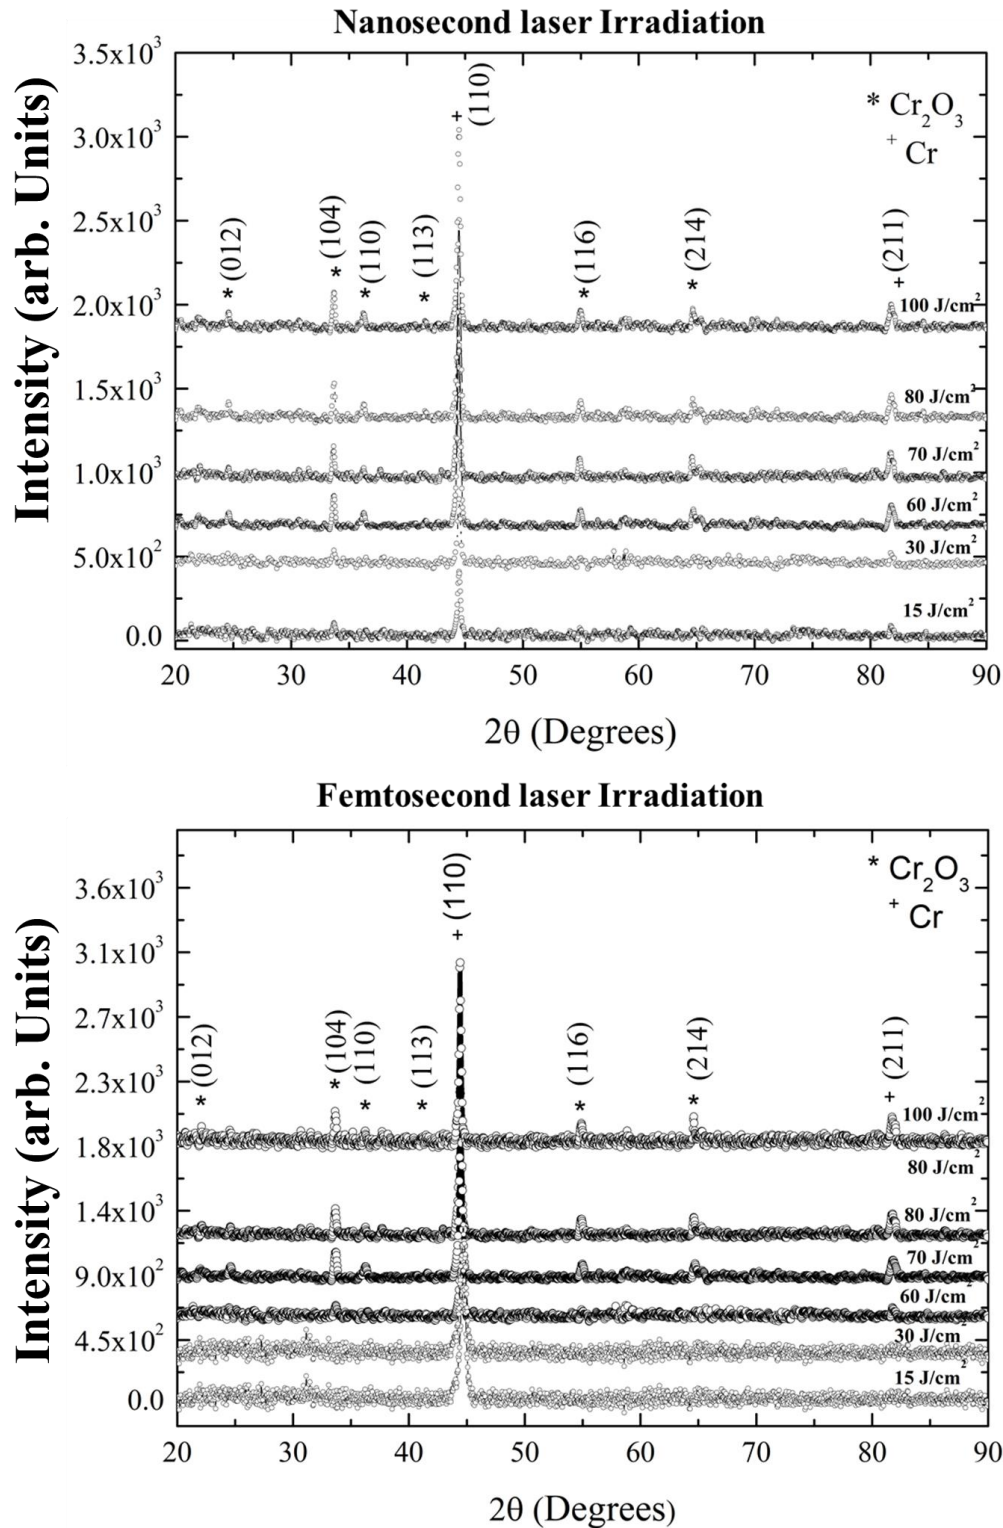 Nanosecond laser Irradiation
Intensity (arb. Units)
3.5x10³
3.0x10³
2.5x10³
2.0x10³
1.5x10³
1.0x10³
5.0x10²
0.0
* Cr₂O₃
+ Cr
* (012)
* (104)
* (110)
* (113)
+ (110)
* (116)
* (214)
+ (211)
100 J/cm²
80 J/cm²
70 J/cm²
60 J/cm²
30 J/cm²
15 J/cm²
20 30 40 50 60 70 80 90
2θ (Degrees)
Femtosecond laser Irradiation
Intensity (arb. Units)
3.6x10³
3.1x10³
2.7x10³
2.3x10³
1.8x10³
1.4x10³
9.0x10²
4.5x10²
0.0
* Cr₂O₃
+ Cr
* (012)
* (104)
* (110)
* (113)
+ (110)
* (116)
* (214)
+ (211)
100 J/cm²
80 J/cm²
80 J/cm²
70 J/cm²
60 J/cm²
30 J/cm²
15 J/cm²
20 30 40 50 60 70 80 90
2θ (Degrees)